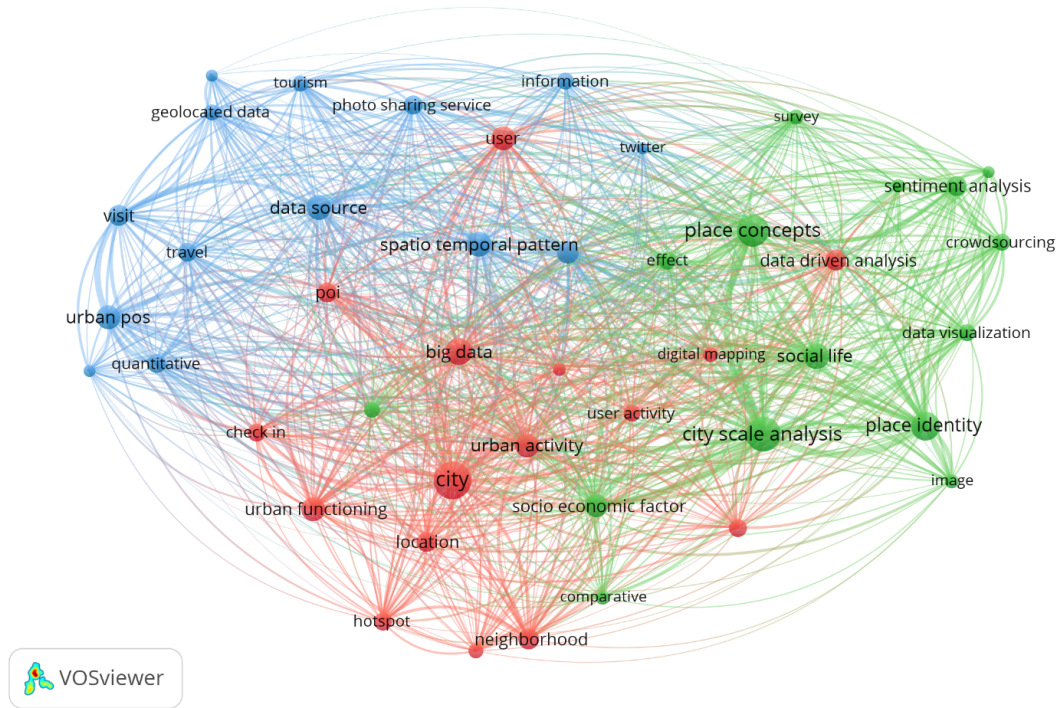 tourism
information
geolocated data
photo sharing service
survey
user
twitter
sentiment analysis
visit
data source
place concepts
crowdsourcing
travel
spatio temporal pattern
effect
data driven analysis
poi
urban pos
data visualization
quantitative
big data
digital mapping
social life
check in
user activity
urban activity
city scale analysis
place identity
city
image
urban functioning
socio economic factor
location
comparative
hotspot
neighborhood
VOSviewer